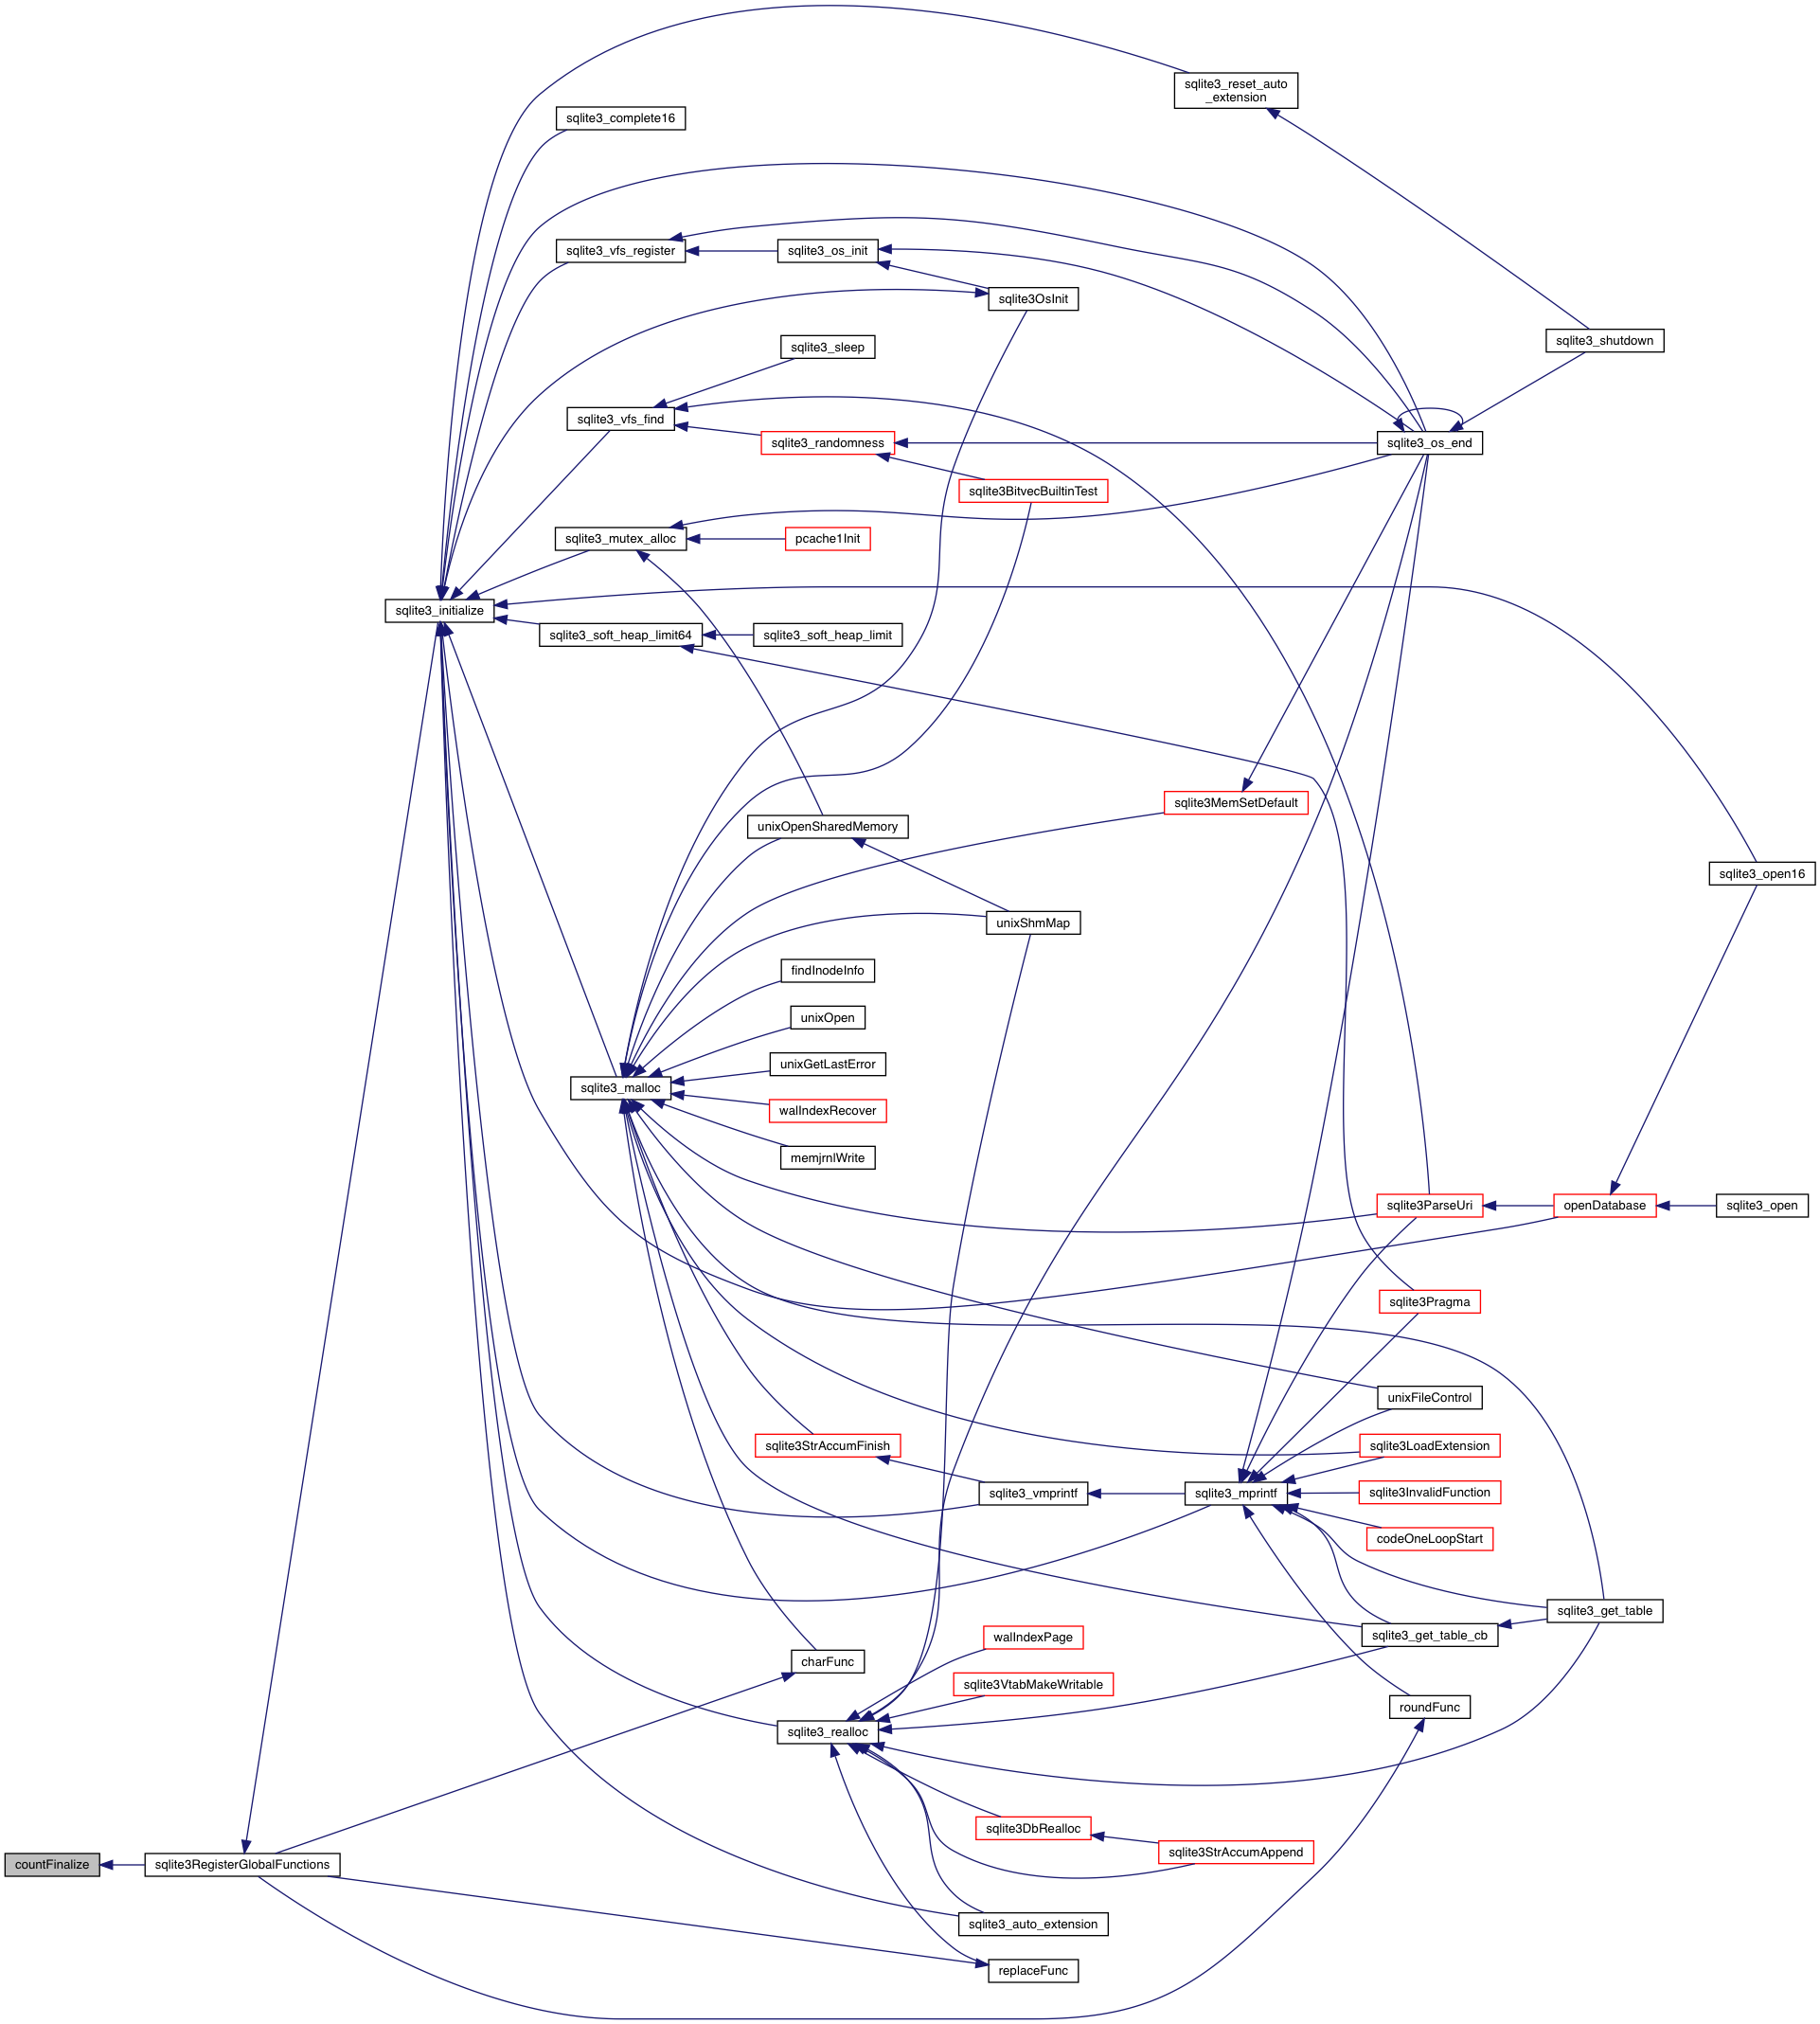 sqlite3_reset_auto
_extension
sqlite3_complete16
sqlite3_vfs_register
sqlite3_os_init
sqlite3OsInit
sqlite3_shutdown
sqlite3_sleep
sqlite3_vfs_find
sqlite3_randomness
sqlite3_os_end
sqlite3BitvecBuiltinTest
sqlite3_mutex_alloc
pcache1Init
sqlite3_initialize
sqlite3_soft_heap_limit64
sqlite3_soft_heap_limit
sqlite3MemSetDefault
unixOpenSharedMemory
sqlite3_open16
unixShmMap
findInodeInfo
unixOpen
unixGetLastError
sqlite3_malloc
walIndexRecover
memjrnlWrite
sqlite3ParseUri
openDatabase
sqlite3_open
sqlite3Pragma
unixFileControl
sqlite3StrAccumFinish
sqlite3LoadExtension
sqlite3_vmprintf
sqlite3_mprintf
sqlite3InvalidFunction
codeOneLoopStart
sqlite3_get_table
sqlite3_get_table_cb
walIndexPage
charFunc
sqlite3VtabMakeWritable
roundFunc
sqlite3_realloc
sqlite3DbRealloc
sqlite3StrAccumAppend
countFinalize
sqlite3RegisterGlobalFunctions
sqlite3_auto_extension
replaceFunc